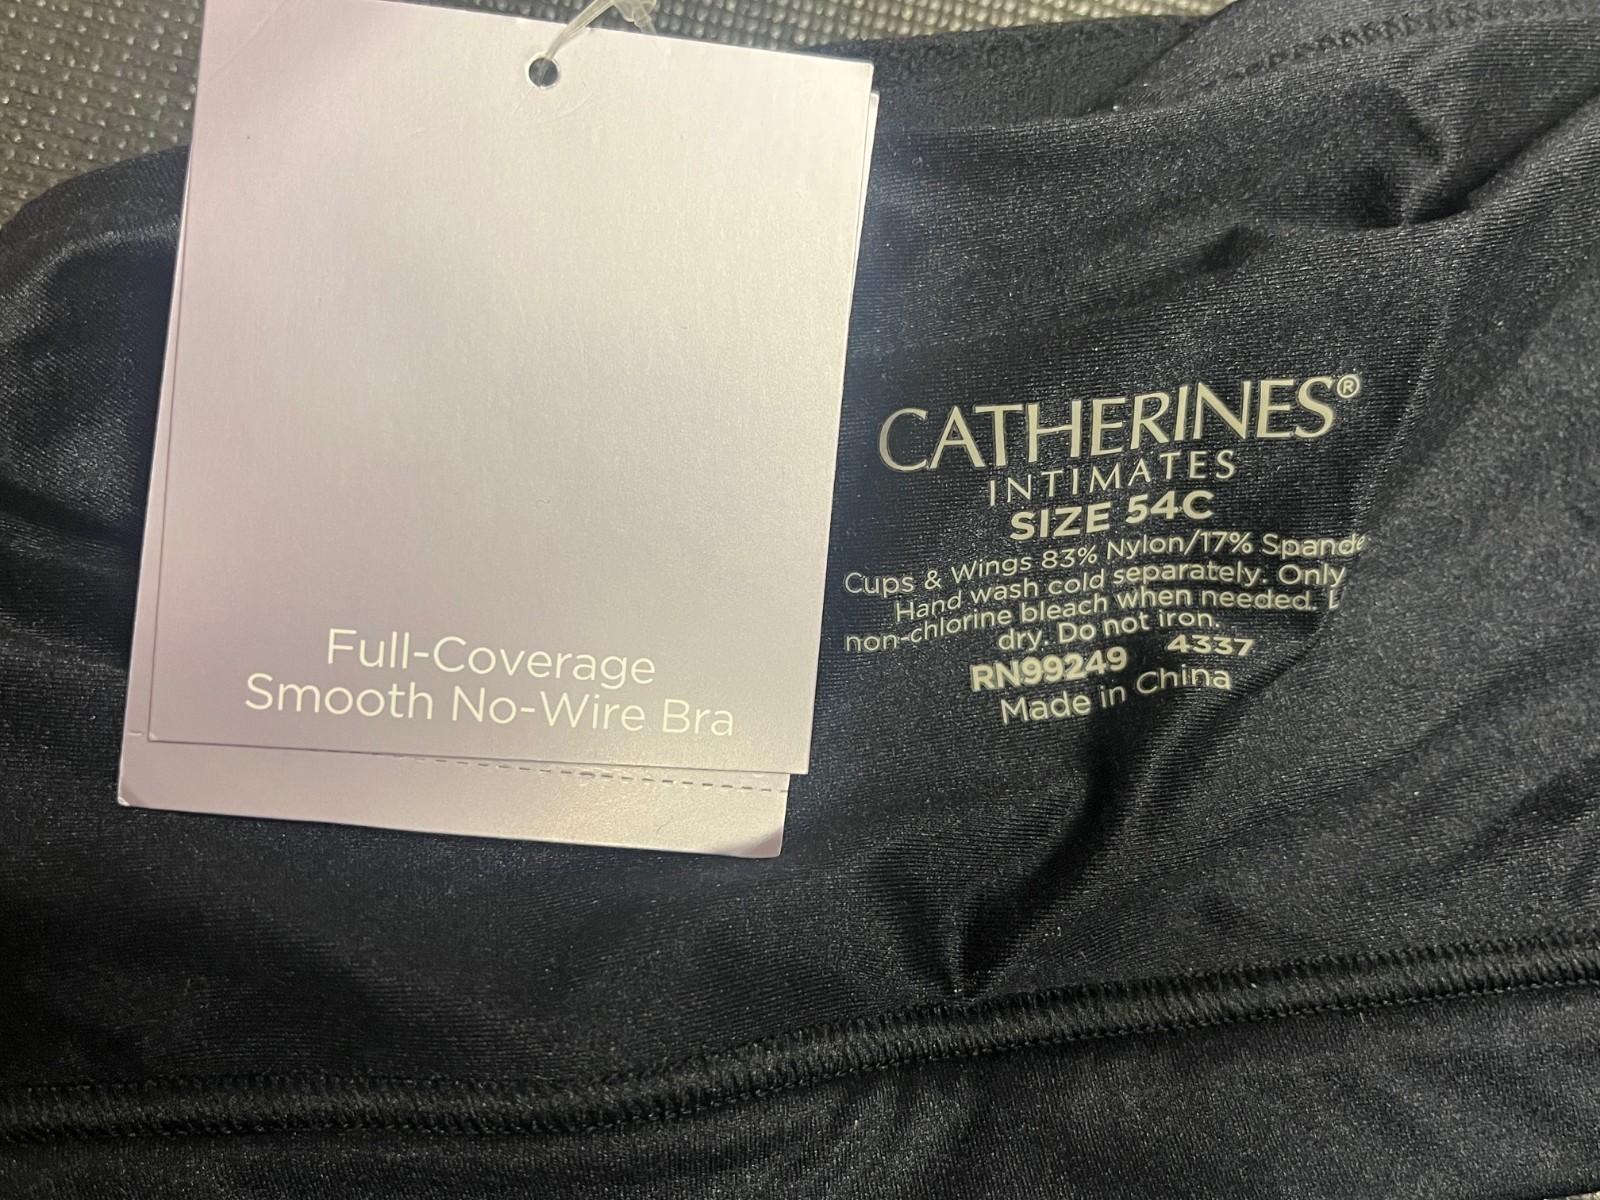 Full-Coverage
Smooth No-Wire Bra
CATHERINES®
INTIMATES
SIZE 54C
Cups & Wings 83% Nylon/17% Spande
Hand wash cold separately. Only
non-chlorine bleach when needed.
dry. Do not iron.
RN99249 4337
Made in China